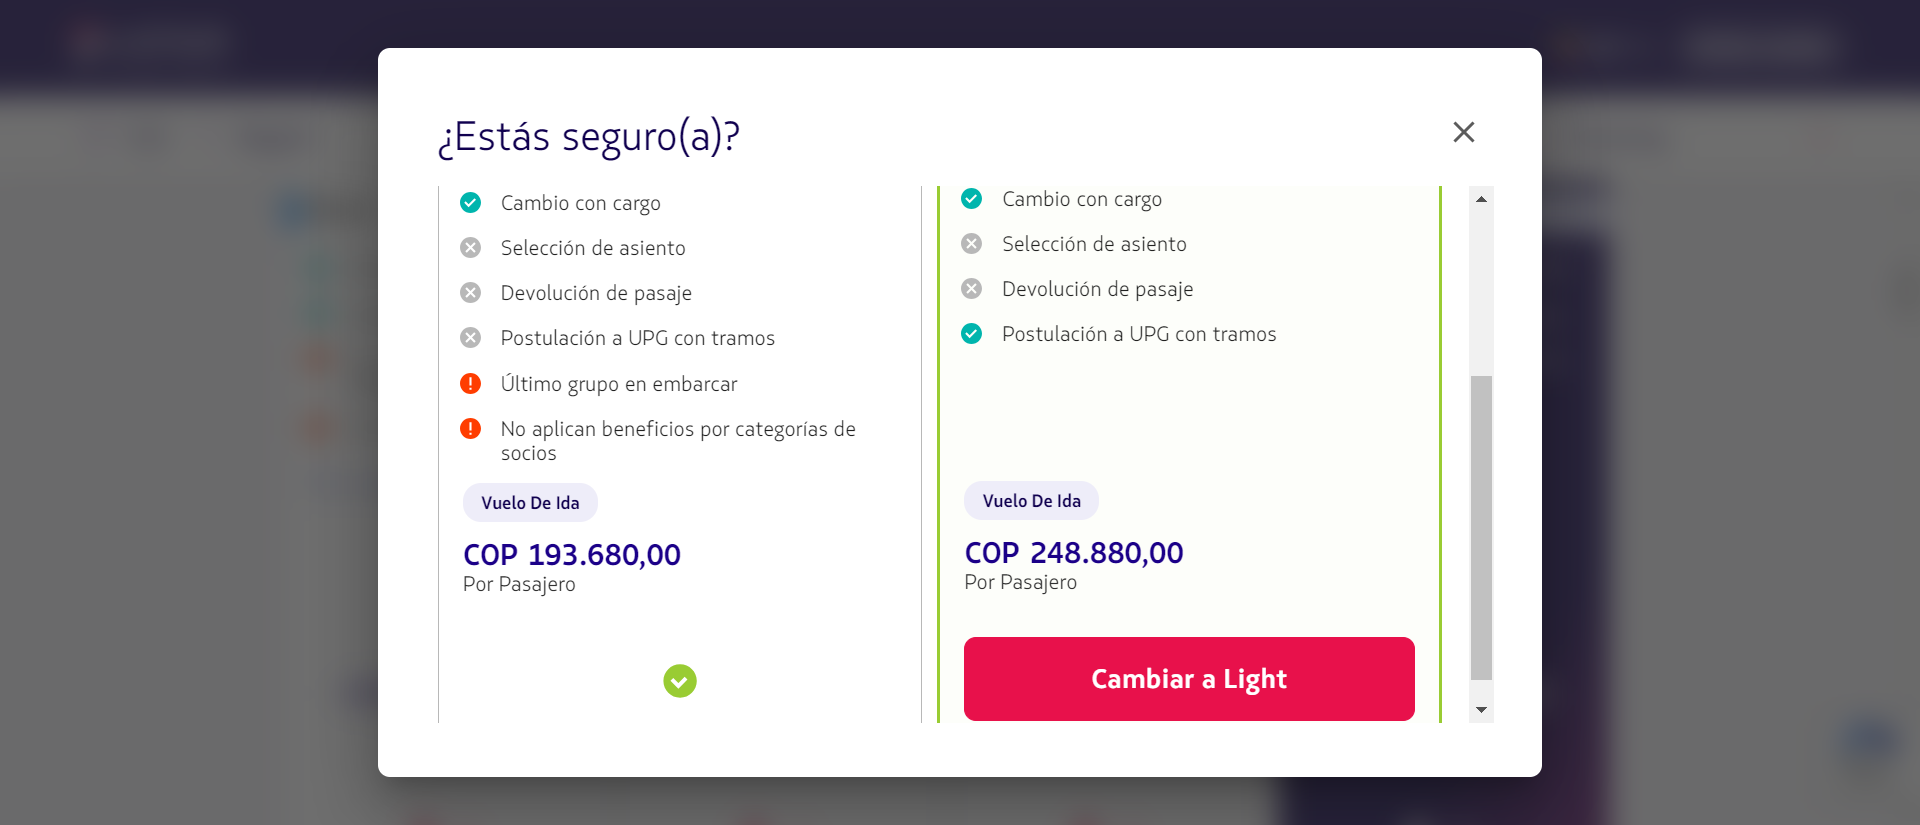 ¿Estás seguro(a)?
Cambio con cargo
Selección de asiento
Devolución de pasaje
Postulación a UPG con tramos
Último grupo en embarcar
No aplican beneficios por categorías de
socios
Vuelo De Ida
COP 193.680,00
Por Pasajero
Cambio con cargo
Selección de asiento
Devolución de pasaje
Postulación a UPG con tramos
Vuelo De Ida
COP 248.880,00
Por Pasajero
Cambiar a Light